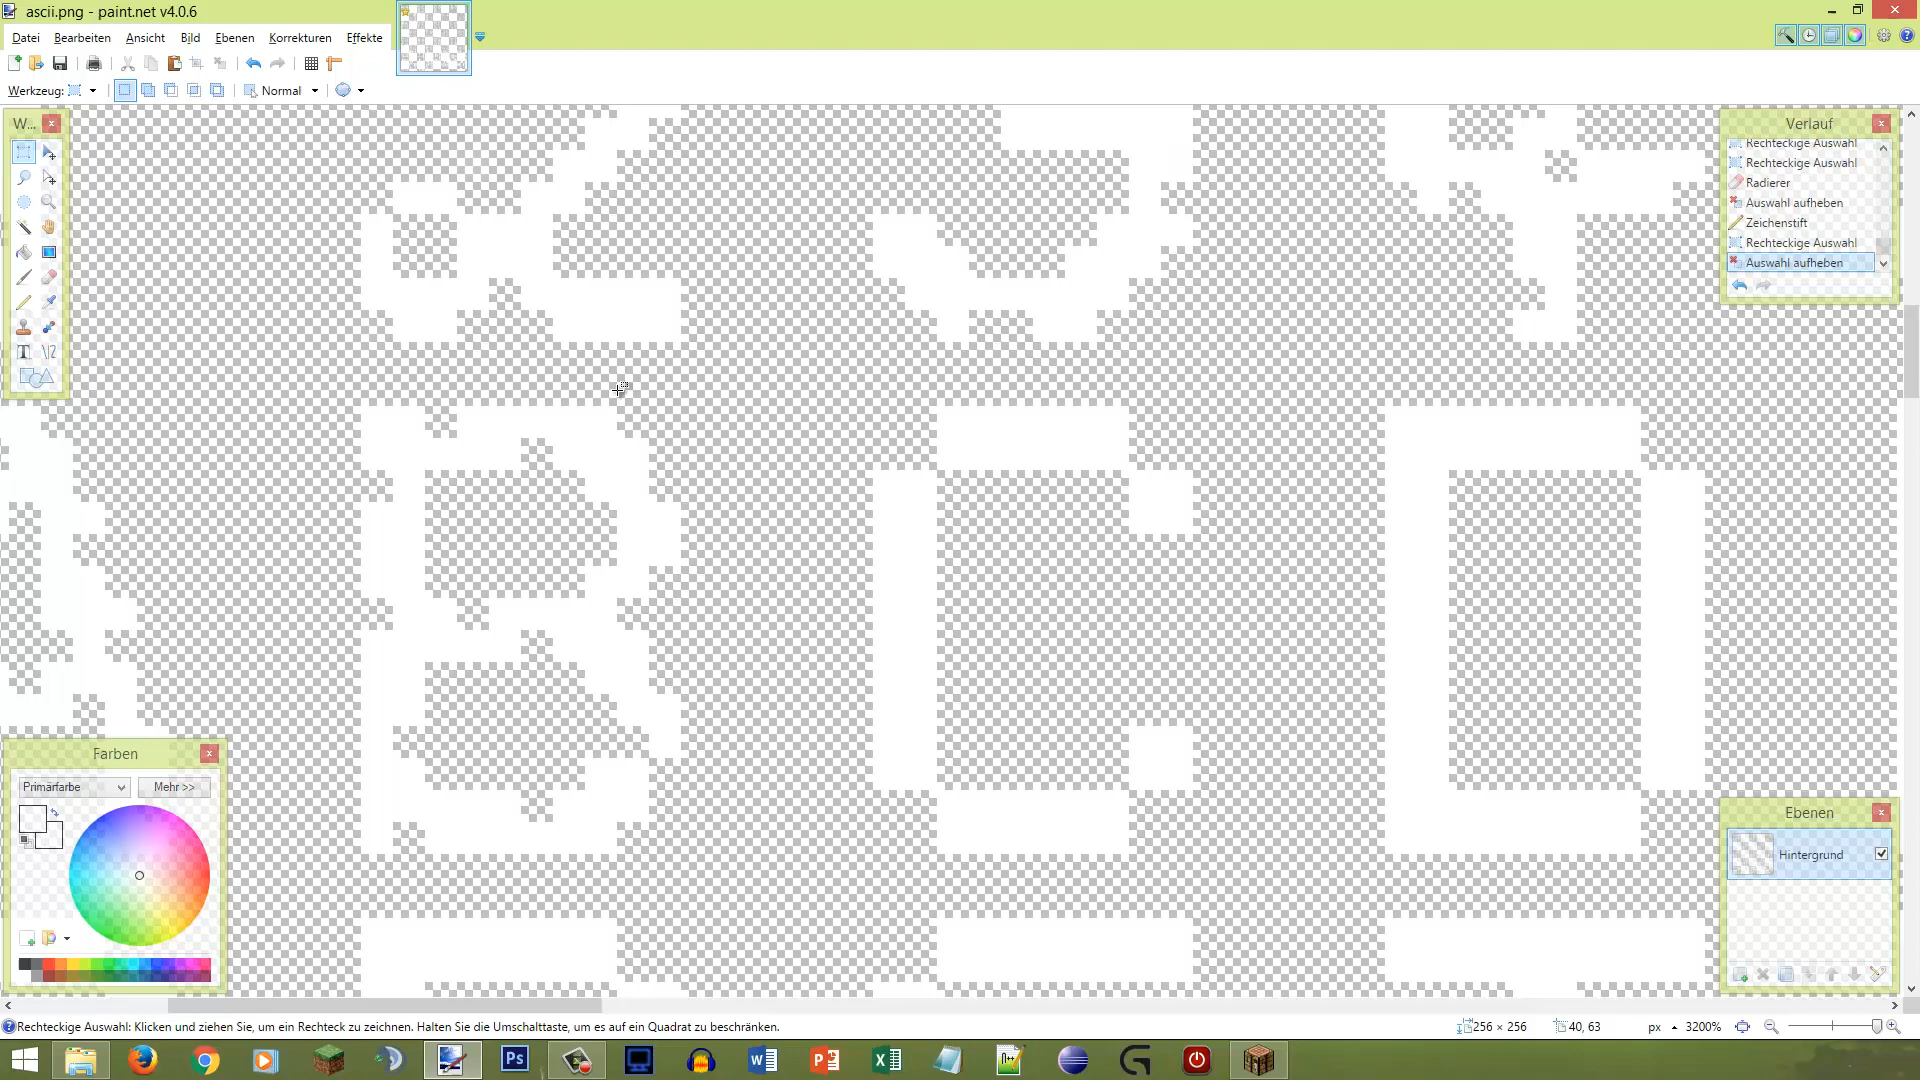 ascii.png - paint.net v4.0.6
Datei Bearbeiten Ansicht Bild Ebenen Korrekturen Effekte
Werkzeug: Normal
W...
Verlauf
Rechteckige Auswahl
Rechteckige Auswahl
Radierer
Auswahl aufheben
Zeichenstift
Rechteckige Auswahl
Auswahl aufheben
Farben
Primärfarbe Mehr >>
Ebenen
Hintergrund
Rechteckige Auswahl: Klicken und ziehen Sie, um ein Rechteck zu zeichnen. Halten Sie die Umschalttaste, um es auf ein Quadrat zu beschränken.
256 × 256 40, 63 px 3200%
Ps